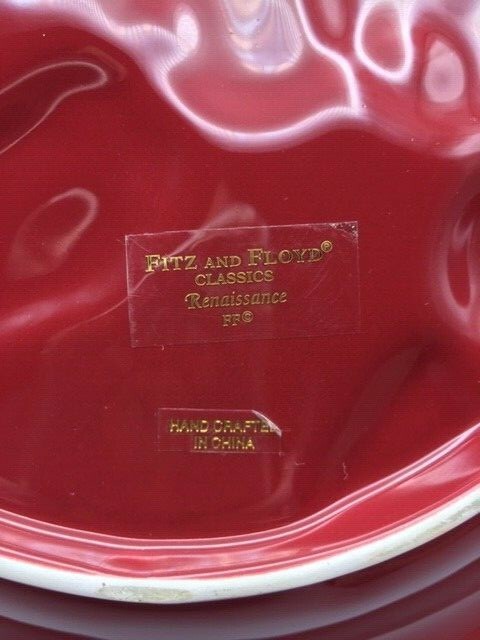 FITZ AND FLOYD®
CLASSICS
Renaissance
FF©
HAND CRAFTED
IN CHINA